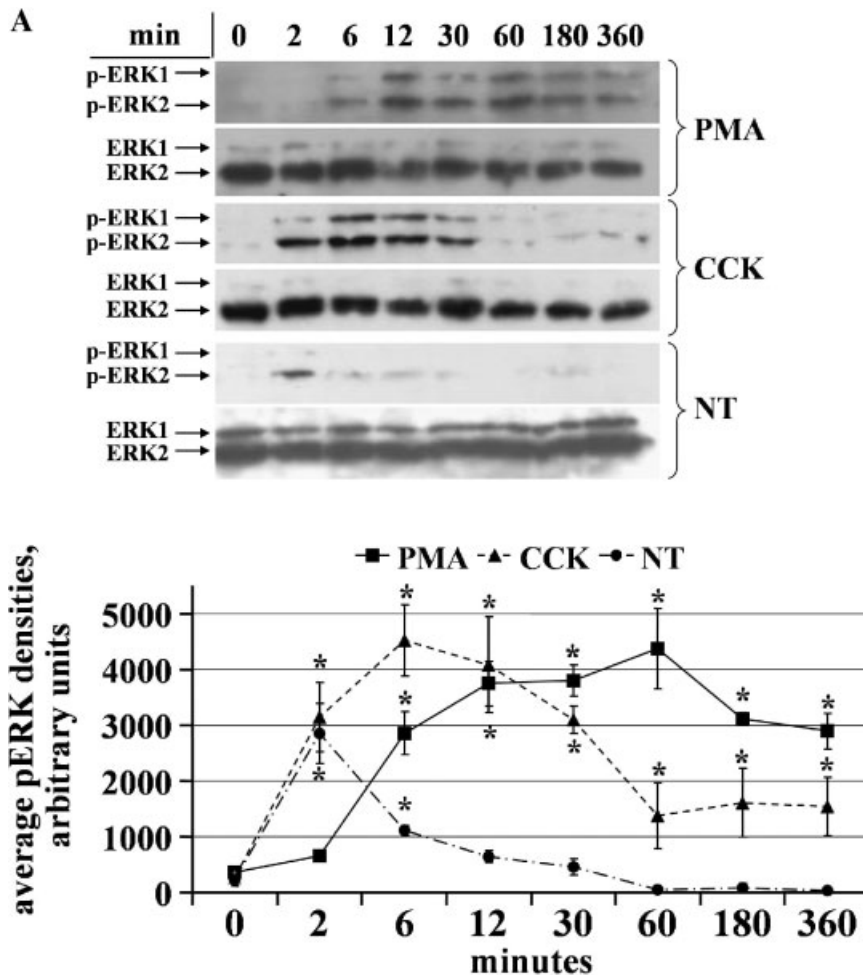 A
min 0 2 6 12 30 60 180 360
p-ERK1
p-ERK2
PMA
ERK1
ERK2
p-ERK1
p-ERK2
CCK
ERK1
ERK2
p-ERK1
p-ERK2
NT
ERK1
ERK2
PMA CCK NT
average pERK densities,
arbitrary units
5000
4000
3000
2000
1000
0
* * * * * * * * * * * * * * *
0 2 6 12 30 60 180 360
minutes